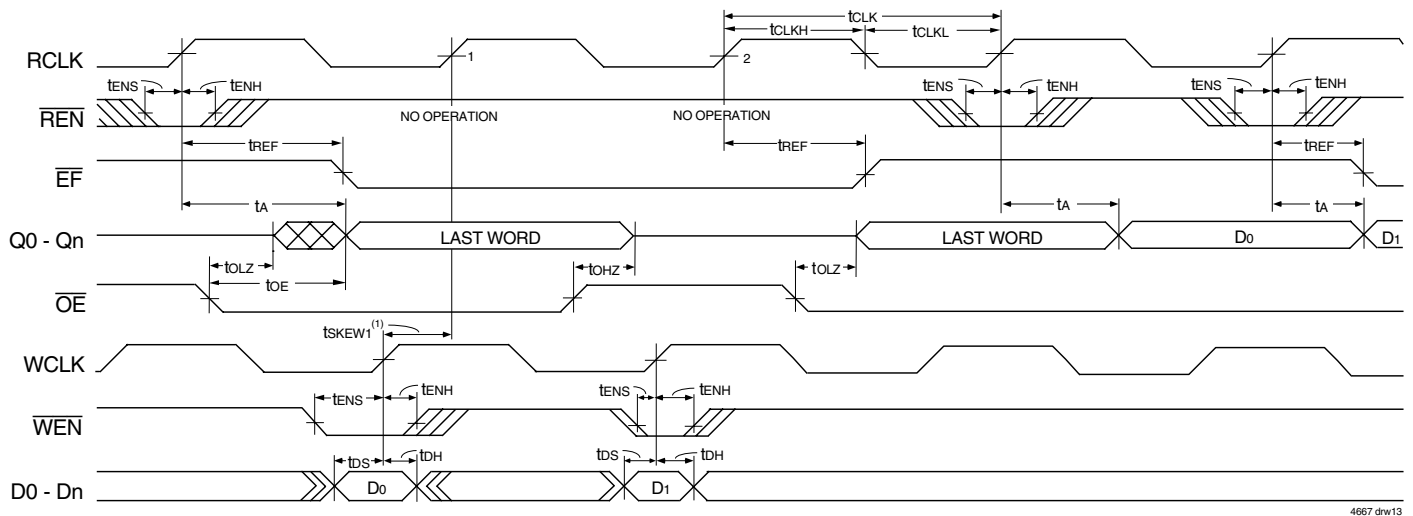 tCLK
tCLKH tCLKL
RCLK 1 2
tENS tENH tENS tENH tENS tENH
REN NO OPERATION NO OPERATION
tREF tREF tREF
EF
tA tA tA
Q0 - Qn LAST WORD LAST WORD D0 D1
tOLZ tOHZ tOLZ
tOE
OE
tSKEW1(1)
WCLK
tENS tENH tENS tENH
WEN
tDS tDH tDS tDH
D0 - Dn D0 D1
4667 drw13